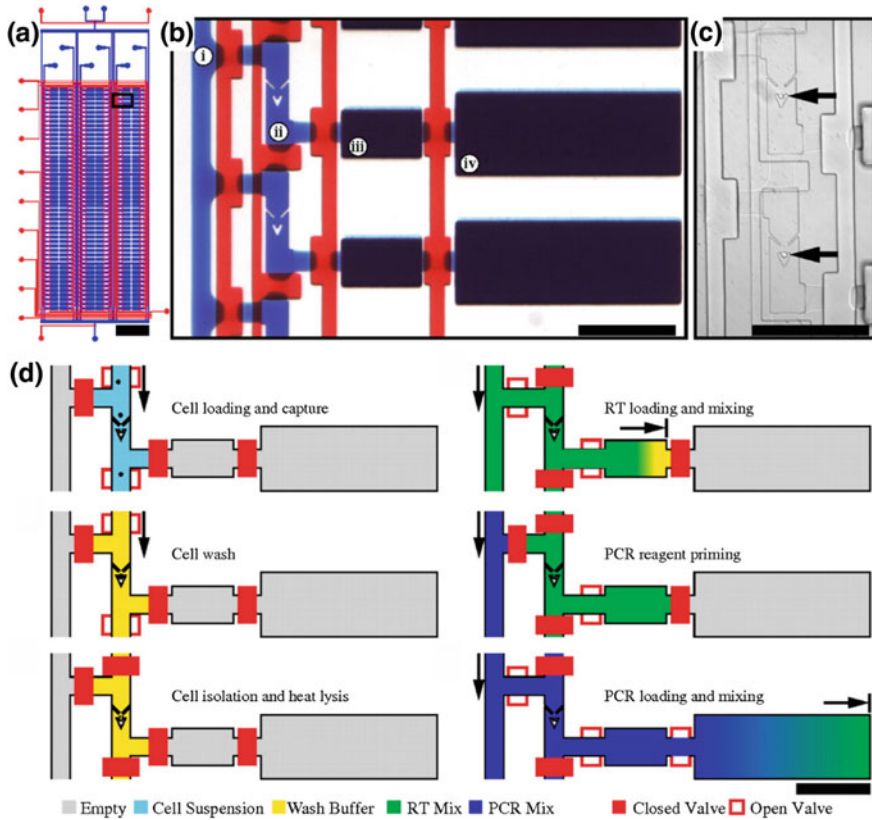 (a)
(b)
(c)
i
ii
iii
iv
(d)
Cell loading and capture
RT loading and mixing
Cell wash
PCR reagent priming
Cell isolation and heat lysis
PCR loading and mixing
Empty Cell Suspension Wash Buffer RT Mix PCR Mix Closed Valve Open Valve